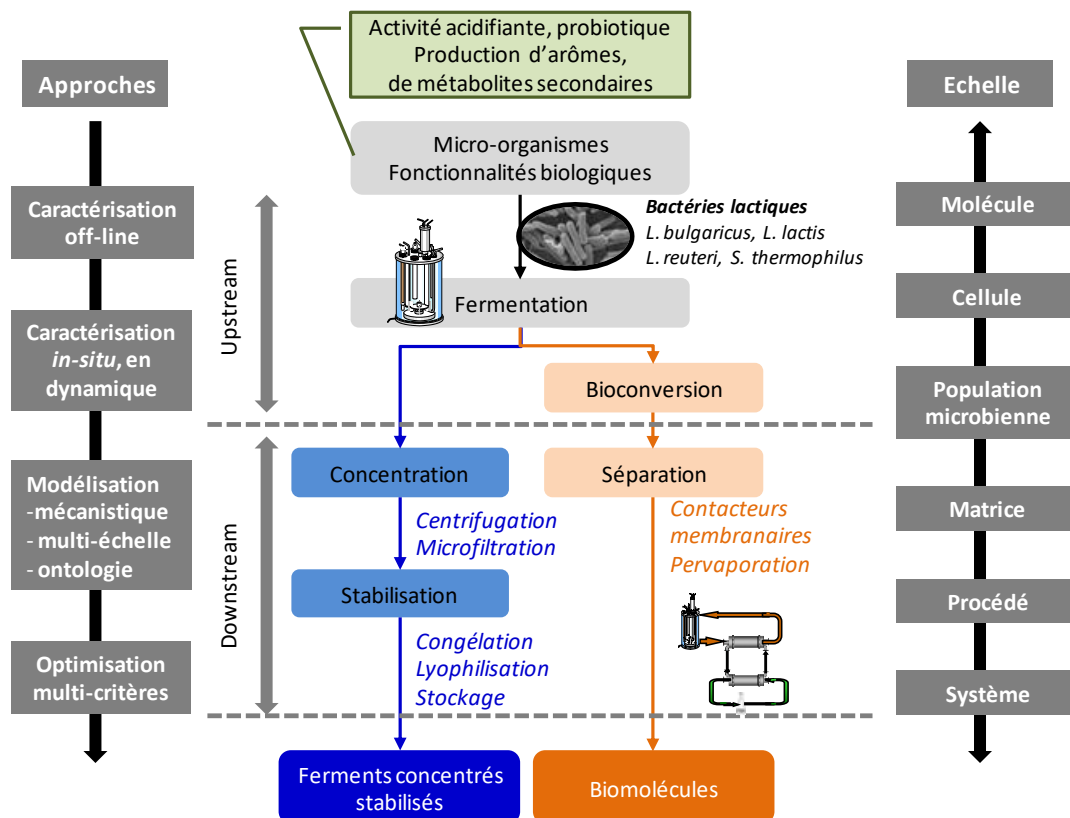 Activité acidifiante, probiotique
Production d'arômes,
de métabolites secondaires
Approches
Echelle
Micro-organismes
Fonctionnalités biologiques
Caractérisation
off-line
Molécule
Bactéries lactiques
L. bulgaricus, L. lactis
L. reuteri, S. thermophilus
Upstream
Fermentation
Cellule
Caractérisation
in-situ, en
dynamique
Bioconversion
Population
microbienne
Concentration
Séparation
Modélisation
-mécanistique
- multi-échelle
- ontologie
Centrifugation
Microfiltration
Contacteurs
membranaires
Pervaporation
Matrice
Downstream
Stabilisation
Procédé
Congélation
Lyophilisation
Stockage
Optimisation
multi-critères
Système
Ferments concentrés
stabilisés
Biomolécules